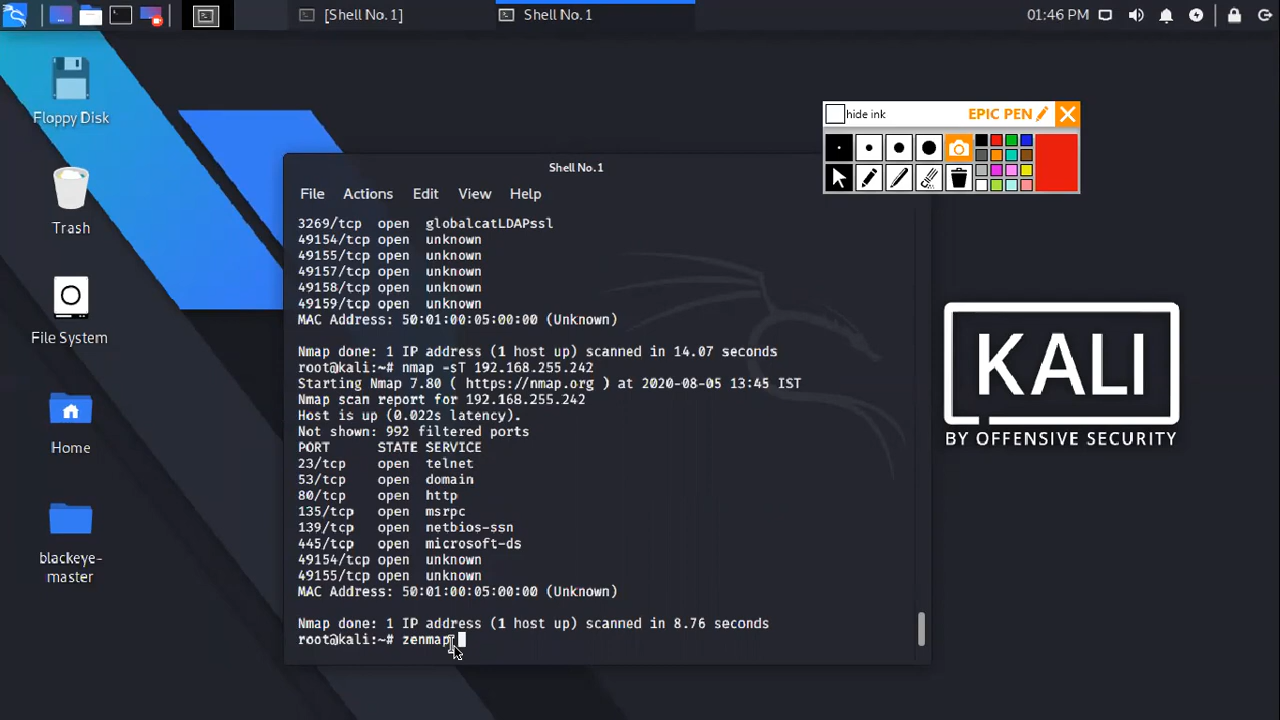 [Shell No.1]
Shell No.1
01:46 PM
Floppy Disk
Trash
File System
Home
blackeye-
master
hide ink
EPIC PEN
Shell No.1
File Actions Edit View Help
3269/tcp open globalcatLDAPssl
49154/tcp open unknown
49155/tcp open unknown
49157/tcp open unknown
49158/tcp open unknown
49159/tcp open unknown
MAC Address: 50:01:00:05:00:00 (Unknown)
Nmap done: 1 IP address (1 host up) scanned in 14.07 seconds
root@kali:~# nmap -sT 192.168.255.242
Starting Nmap 7.80 ( https://nmap.org ) at 2020-08-05 13:45 IST
Nmap scan report for 192.168.255.242
Host is up (0.022s latency).
Not shown: 992 filtered ports
PORT STATE SERVICE
23/tcp open telnet
53/tcp open domain
80/tcp open http
135/tcp open msrpc
139/tcp open netbios-ssn
445/tcp open microsoft-ds
49154/tcp open unknown
49155/tcp open unknown
MAC Address: 50:01:00:05:00:00 (Unknown)
Nmap done: 1 IP address (1 host up) scanned in 8.76 seconds
root@kali:~# zenmap
KALI
BY OFFENSIVE SECURITY